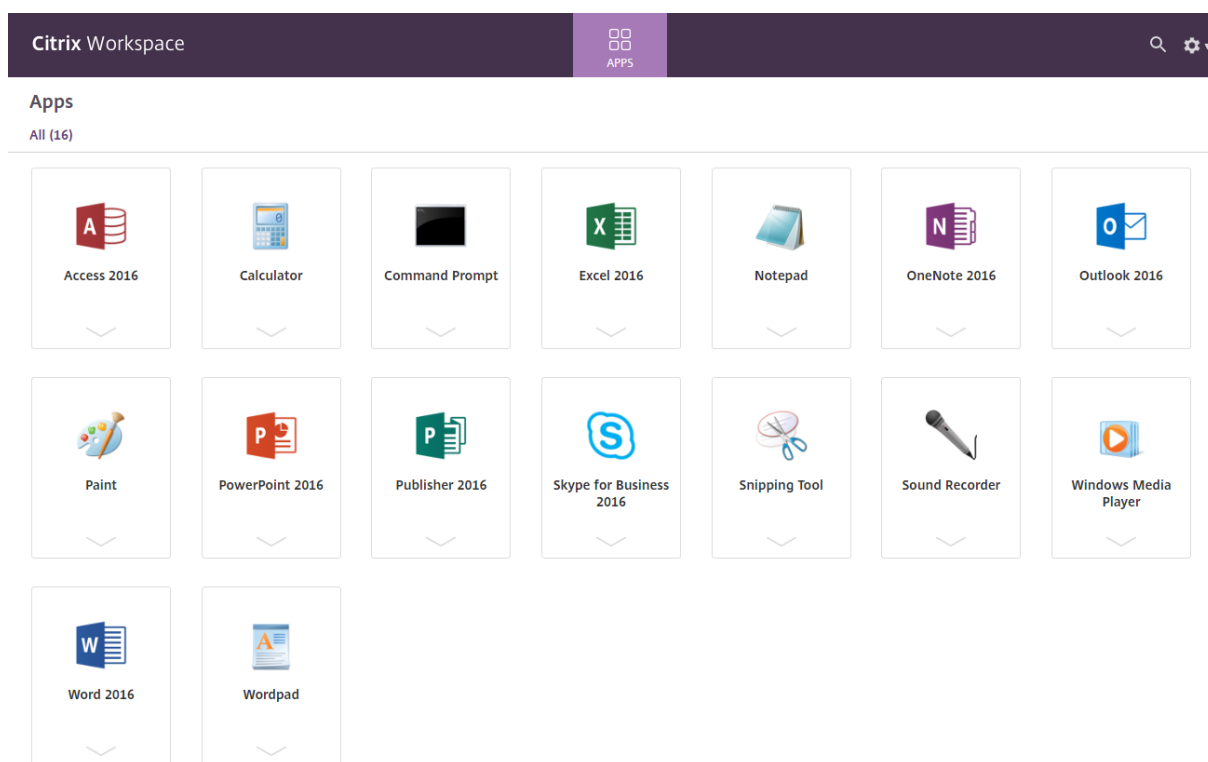 Citrix Workspace
APPS
Apps
All (16)
Access 2016
Calculator
Command Prompt
Excel 2016
Notepad
OneNote 2016
Outlook 2016
Paint
PowerPoint 2016
Publisher 2016
Skype for Business
2016
Snipping Tool
Sound Recorder
Windows Media
Player
Word 2016
Wordpad